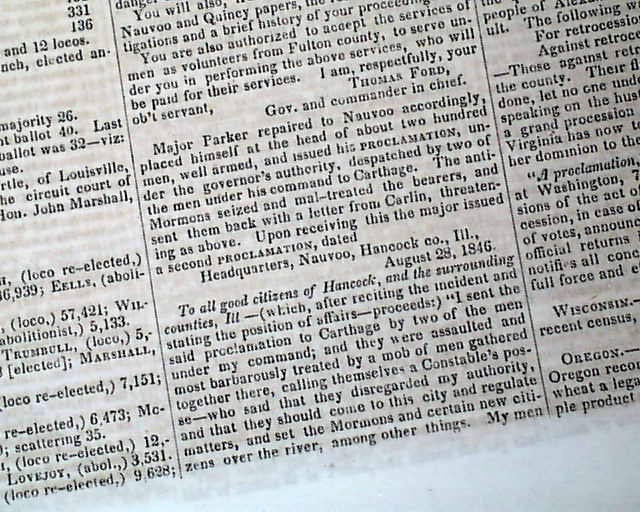 331
136
and 12 locos.
elected an-
majority 26.
ballot 40. Last
ballot was 32—viz:
of Louisville,
the circuit court of
Hon. John Marshall,
(loco re-elected,)
EELLS, (aboli-
(loco,) 57,421; WIL-
abolitionist,) 5,133.
TRUMBULL, (loco,) 5,-
[elected]; MARSHALL,
(loco re-elected,) 7,151;
re-elected,) 6,473; Mc-
scattering 35.
(loco re-elected,) 12,-
LOVEJOY, (abol.,) 3,531.
(loco re-elected,) 9,628;
You will also,
Nauvoo and Quincy papers, the
tigations and a brief history of your proceedings
You are also authorized to accept the services of
men as volunteers from Fulton county, to serve un-
der you in performing the above services, who will
be paid for their services. I am, respectfully, your
ob't servant, THOMAS FORD,
Gov. and commander in chief.
Major Parker repaired to Nauvoo accordingly,
placed himself at the head of about two hundred
men, well armed, and issued his PROCLAMATION, un-
der the governor's authority, despatched by two of
the men under his command to Carthage. The anti-
Mormons seized and mal-treated the bearers, and
sent them back with a letter from Carlin, threaten-
ing as above. Upon receiving this the major issued
a second PROCLAMATION, dated
Headquarters, Nauvoo, Hancock co., Ill.,
August 28, 1846.
To all good citizens of Hancock, and the surrounding
counties, Ill—(which, after reciting the incident and
stating the position of affairs—proceeds:) "I sent the
said proclamation to Carthage by two of the men
under my command; and they were assaulted and
most barbarously treated by a mob of men gathered
together there, calling themselves a Constable's pos-
se—who said that they disregarded my authority,
and that they should come to this city and regulate
matters, and set the Mormons and certain new citi-
zens over the river, among other things. My men
people of
ult. The following
For retrocession
Against retroc
—Those against
the county. Their
done, let no one
speaking on the
a grand procession
Virginia has now
her dominion to the
"A proclamation
at Washington, 7
sions of the act
cession, in case of
of votes, announ
official returns
notifies all conc
full force and
WISCONSIN.
recent census,
OREGON.—
Oregon reco
wheat a leg
ple product